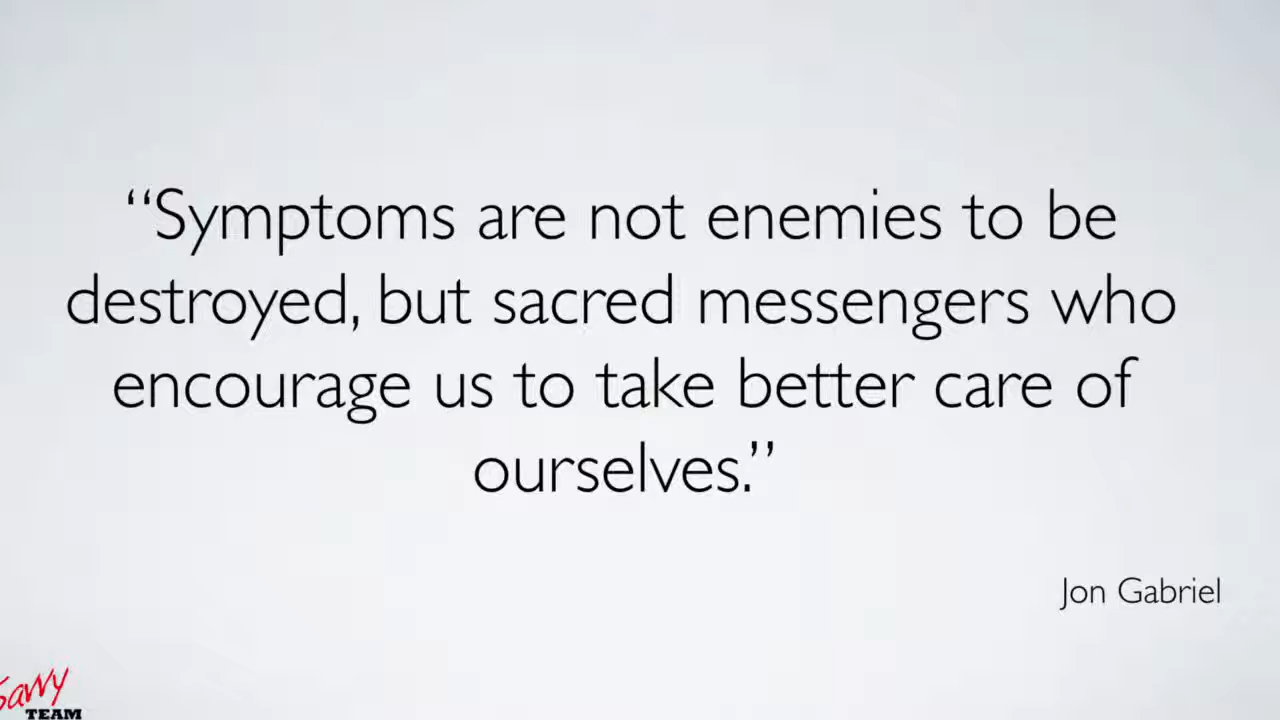 “Symptoms are not enemies to be
destroyed, but sacred messengers who
encourage us to take better care of
ourselves.”
Jon Gabriel
Savvy
TEAM